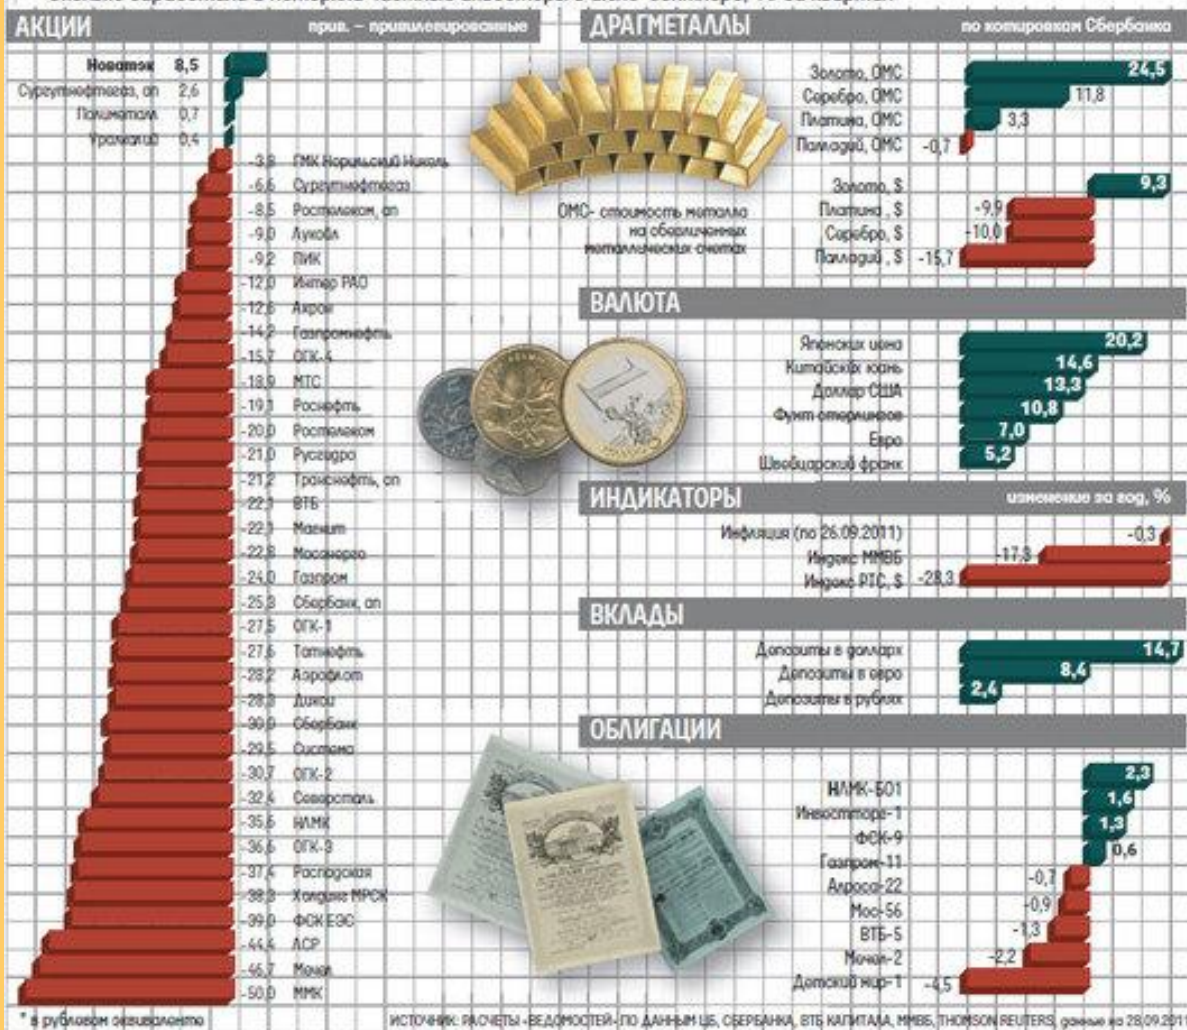 АКЦИИ прив. – привилегированные
Новатэк 8,5
Сургутнефтегаз, ап 2,6
Полиметалл 0,7
Уралкалий 0,4
-3,8 ГМК Норильский Никель
-6,6 Сургутнефтегаз
-8,5 Ростелеком, ап
-9,0 Лукойл
-9,2 ПИК
-12,0 Интер РАО
-12,6 Акрон
-14,2 Газпромнефть
-15,7 ОГК-4
-18,9 МТС
-19,1 Роснефть
-20,0 Ростелеком
-21,0 Русгидро
-21,2 Транснефть, ап
-22,1 ВТБ
-22,1 Магнит
-22,8 Мосэнерго
-24,0 Газпром
-25,3 Сбербанк, ап
-27,5 ОГК-1
-27,6 Татнефть
-28,2 Аэрофлот
-28,3 Дикси
-30,0 Сбербанк
-29,5 Система
-30,7 ОГК-2
-32,4 Северсталь
-35,6 НЛМК
-36,6 ОГК-3
-37,4 Распадская
-38,3 Холдинг МРСК
-39,0 ФСК ЕЭС
-44,4 ЛСР
-46,7 Мечел
-50,0 ММК
* в рублевом эквиваленте
ДРАГМЕТАЛЛЫ по котировкам Сбербанка
Золото, ОМС 24,5
Серебро, ОМС 11,8
Платина, ОМС 3,3
Палладий, ОМС -0,7
Золото, $ 9,3
Платина , $ -9,9
Серебро, $ -10,0
Палладий , $ -15,7
ОМС- стоимость металла
на обезличенных
металлических счетах
ВАЛЮТА
Японских иена 20,2
Китайских юань 14,6
Доллар США 13,3
Фунт стерлингов 10,8
Евро 7,0
Швейцарский франк 5,2
ИНДИКАТОРЫ изменение за год, %
Инфляция (по 26.09.2011) -0,3
Индекс ММВБ -17,3
Индекс РТС, $ -28,3
ВКЛАДЫ
Депозиты в долларх 14,7
Депозиты в евро 8,4
Депозиты в рублях 2,4
ОБЛИГАЦИИ
НЛМК-БО1 2,3
Инвестторг-1 1,6
ФСК-9 1,3
Газпром-11 0,6
Алроса-22 -0,7
Мос-56 -0,9
ВТБ-5 -1,3
Мечел-2 -2,2
Детский мир-1 -4,5
ИСТОЧНИК: РАСЧЕТЫ «ВЕДОМОСТЕЙ» ПО ДАННЫМ ЦБ, СБЕРБАНКА, ВТБ КАПИТАЛА, ММВБ, THOMSON REUTERS, данные на 28.09.2011